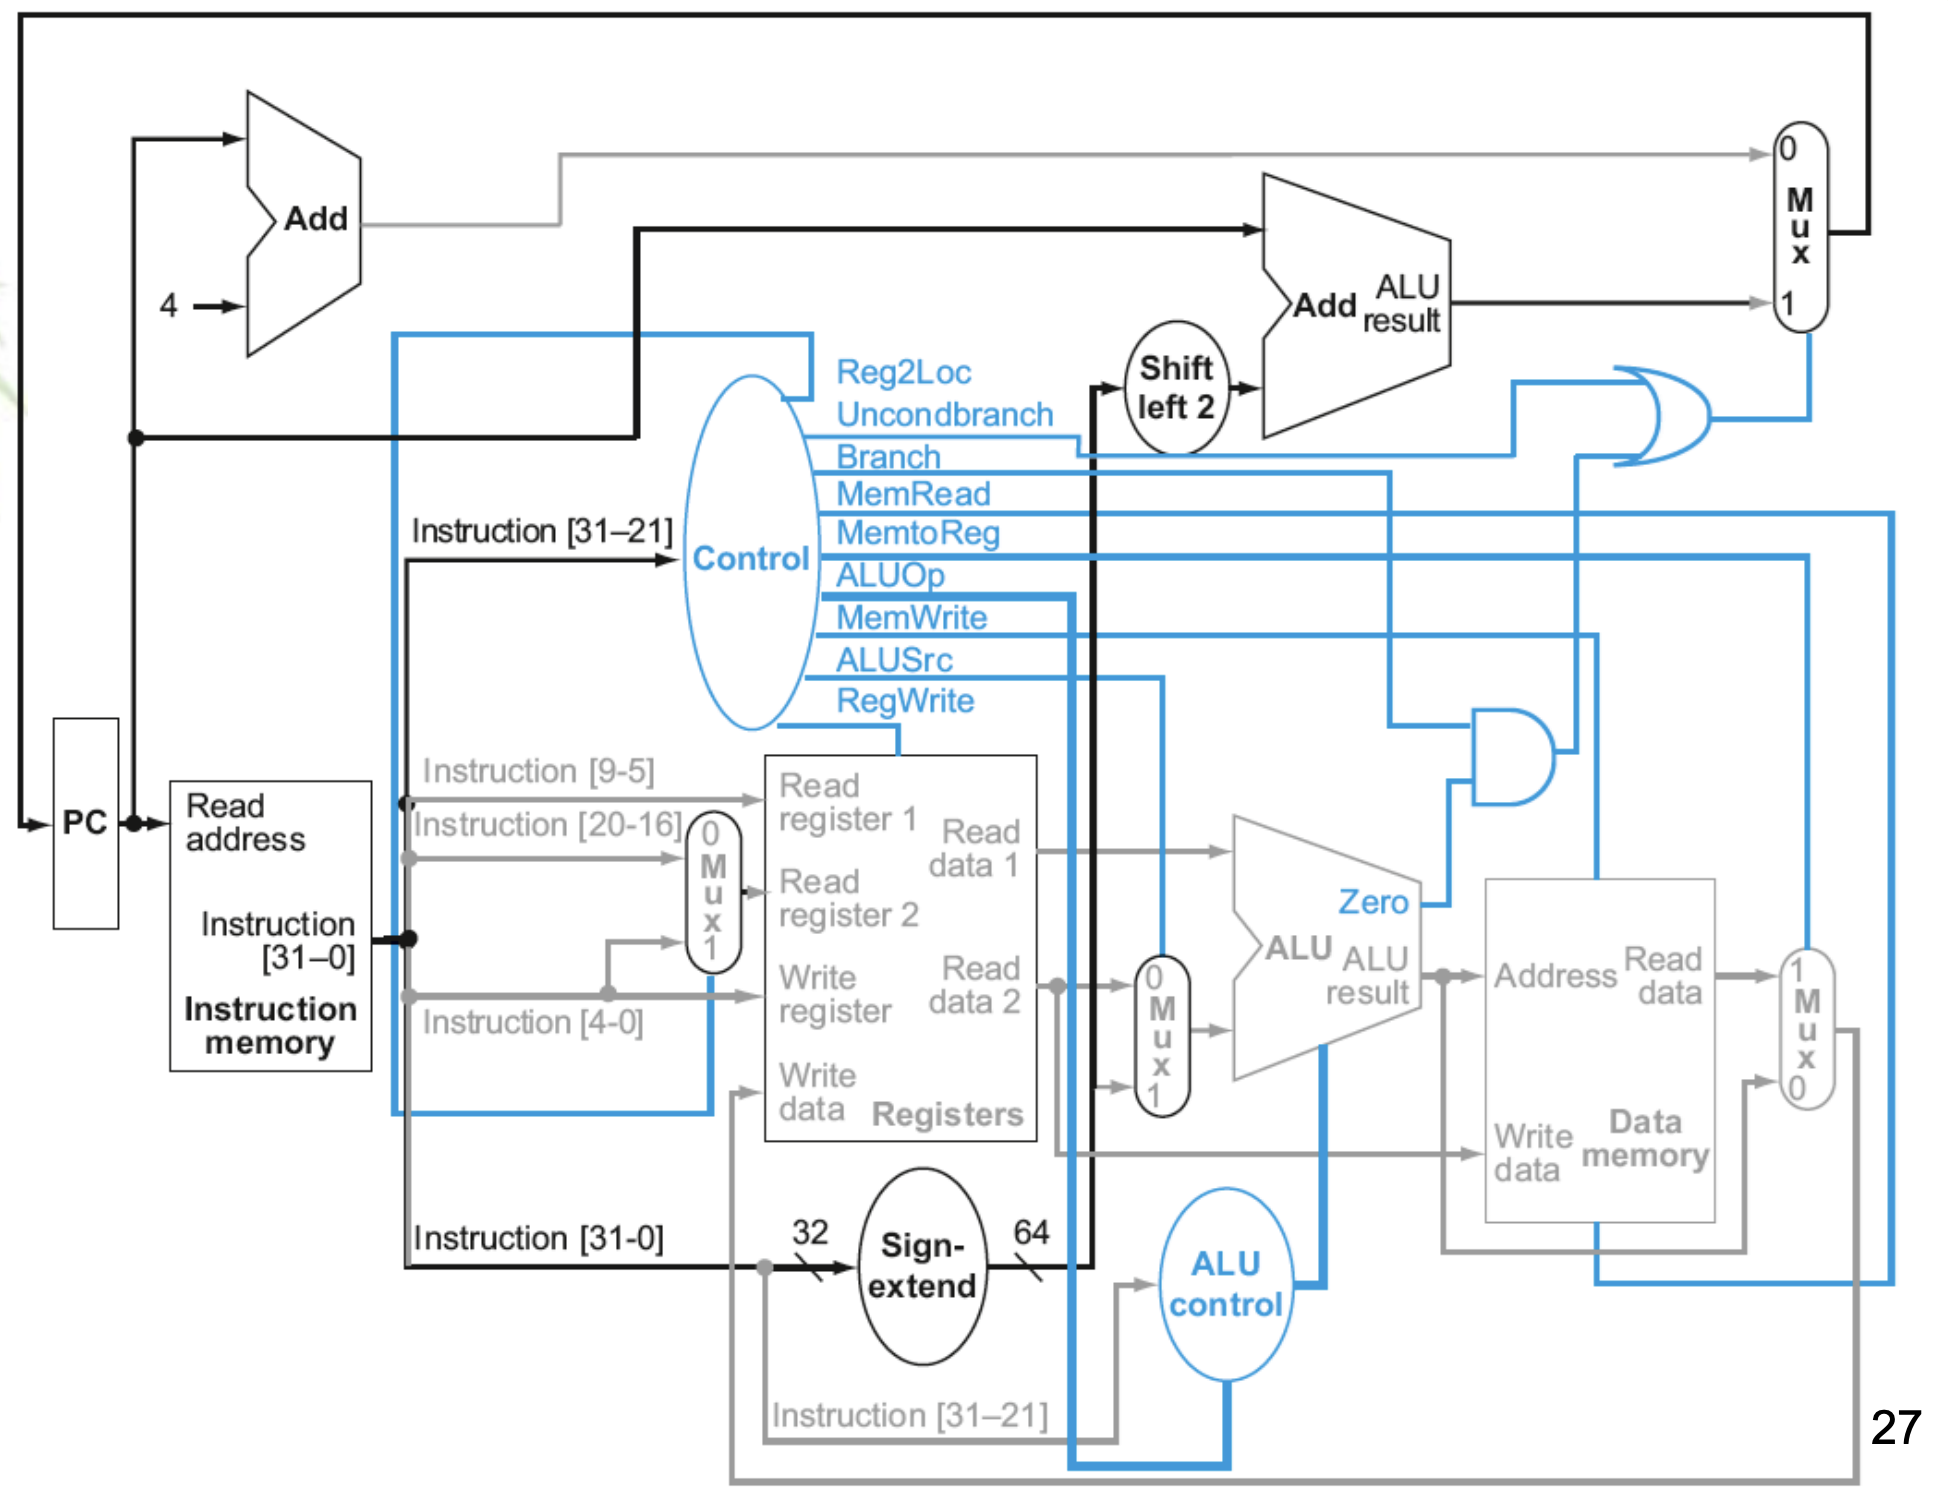 Add
4
0
M
u
x
1
Add
ALU
result
Shift
left 2
Reg2Loc
Uncondbranch
Branch
MemRead
MemtoReg
ALUOp
MemWrite
ALUSrc
RegWrite
Instruction [31–21]
Control
PC
Read
address
Instruction
[31–0]
Instruction
memory
Instruction [9-5]
Instruction [20-16]
Instruction [4-0]
0
M
u
x
1
Read
register 1
Read
register 2
Write
register
Write
data
Read
data 1
Read
data 2
Registers
0
M
u
x
1
Zero
ALU
ALU
result
Address
Read
data
Write
data
Data
memory
1
M
u
x
0
Instruction [31-0]
32
Sign-
extend
64
ALU
control
Instruction [31–21]
27